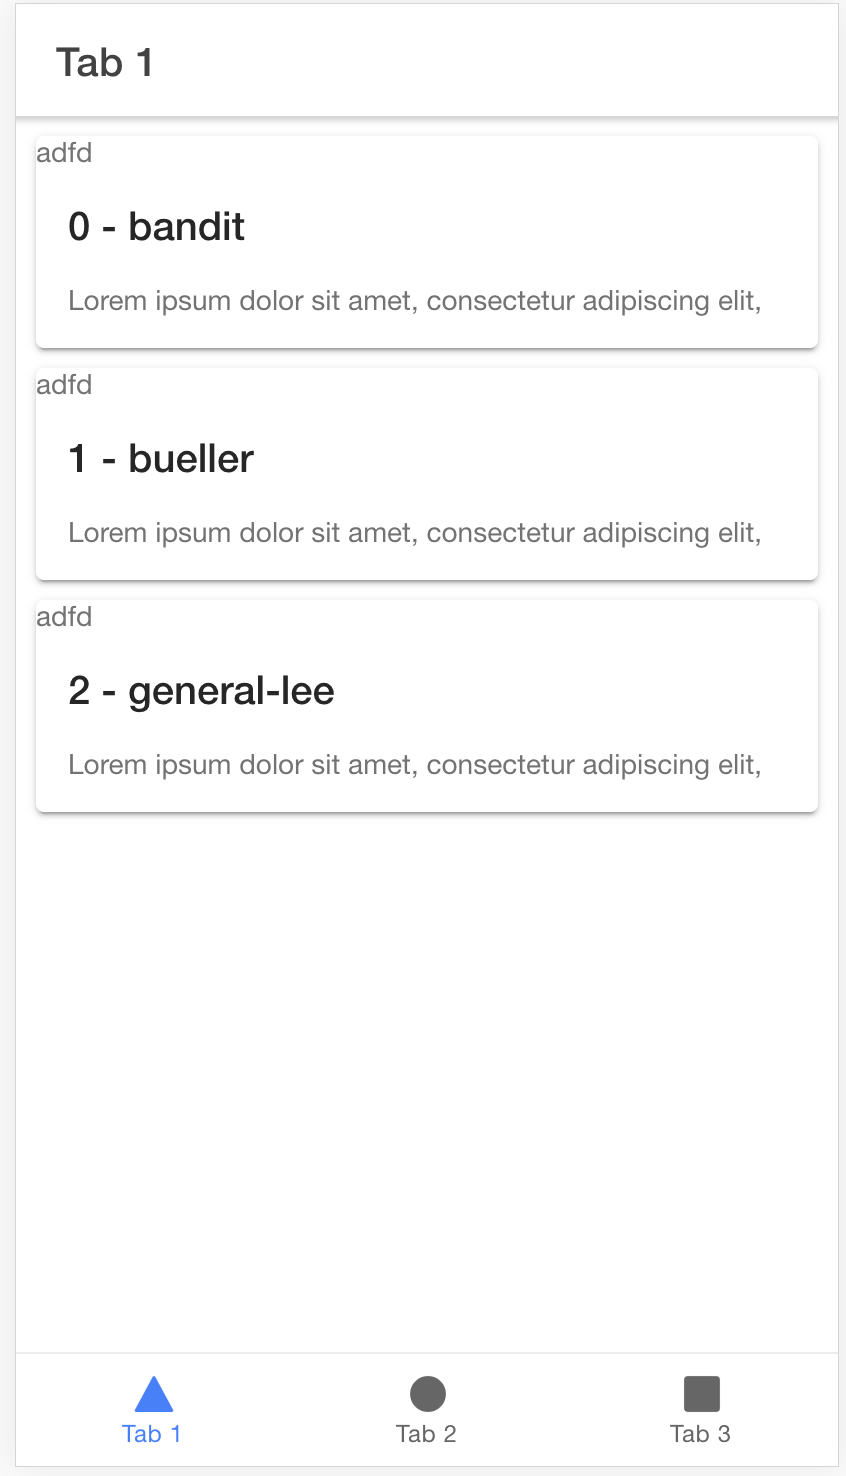 Tab 1
adfd
0 - bandit
Lorem ipsum dolor sit amet, consectetur adipiscing elit,
adfd
1 - bueller
Lorem ipsum dolor sit amet, consectetur adipiscing elit,
adfd
2 - general-lee
Lorem ipsum dolor sit amet, consectetur adipiscing elit,
Tab 1
Tab 2
Tab 3